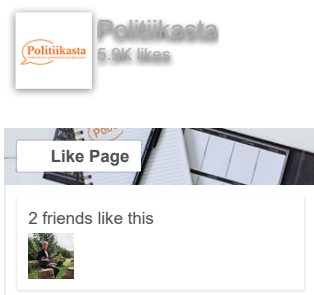 Politiikasta
Politiikasta
5.9K likes
Like Page
2 friends like this